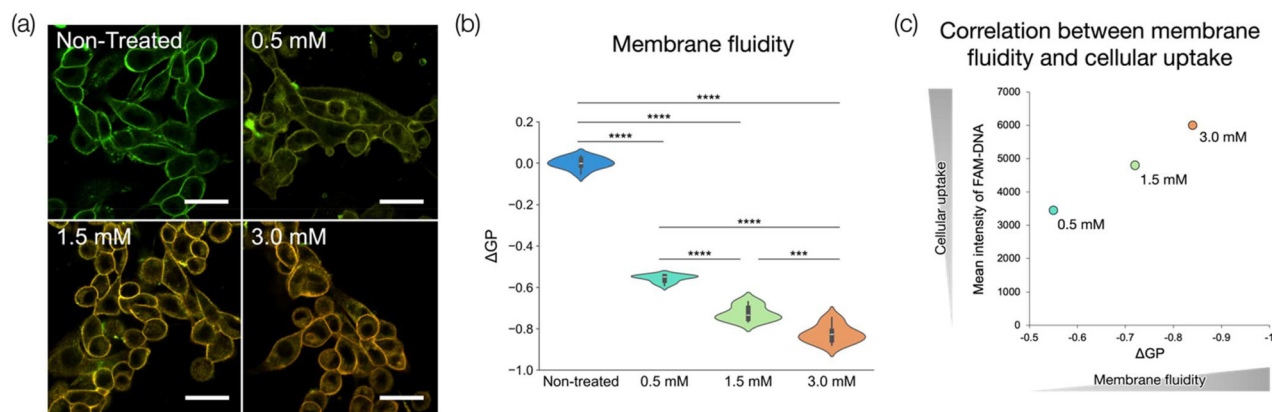 (a)
Non-Treated
0.5 mM
1.5 mM
3.0 mM
(b)
Membrane fluidity
****
****
****
****
****
***
0.2
0.0
−0.2
−0.4
−0.6
−0.8
−1.0
ΔGP
Non-treated
0.5 mM
1.5 mM
3.0 mM
(c)
Correlation between membrane
fluidity and cellular uptake
Cellular uptake
Mean intensity of FAM-DNA
7000
6000
5000
4000
3000
2000
1000
0
3.0 mM
1.5 mM
0.5 mM
-0.5
-0.6
-0.7
-0.8
-0.9
-1
ΔGP
Membrane fluidity